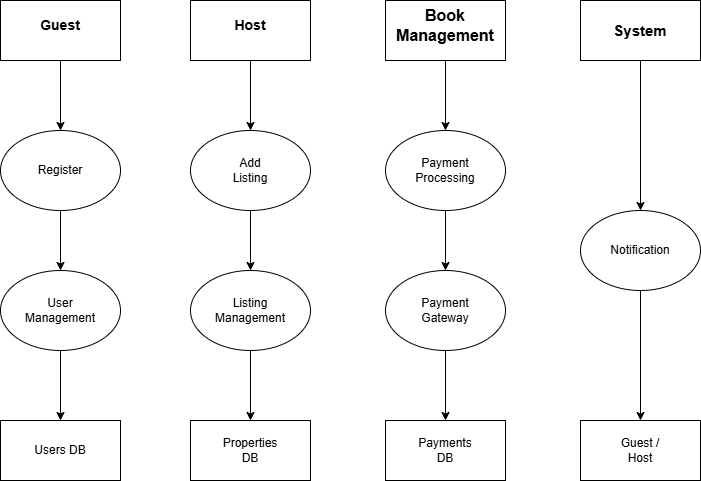 Guest
Host
Book
Management
System
Register
Add
Listing
Payment
Processing
Notification
User
Management
Listing
Management
Payment
Gateway
Users DB
Properties
DB
Payments
DB
Guest /
Host